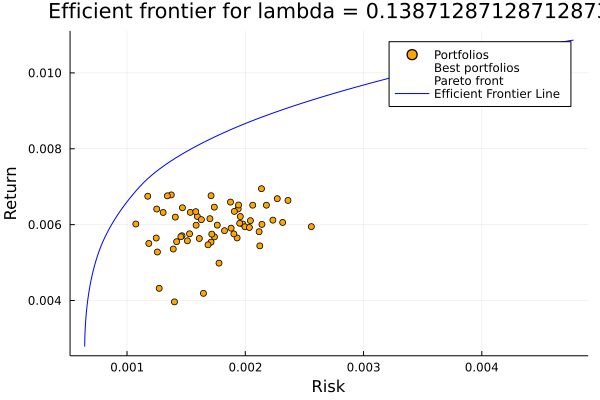 Efficient frontier for lambda = 0.1387128712871287
Portfolios
Best portfolios
Pareto front
Efficient Frontier Line
Return
0.010
0.008
0.006
0.004
0.001
0.002
0.003
0.004
Risk